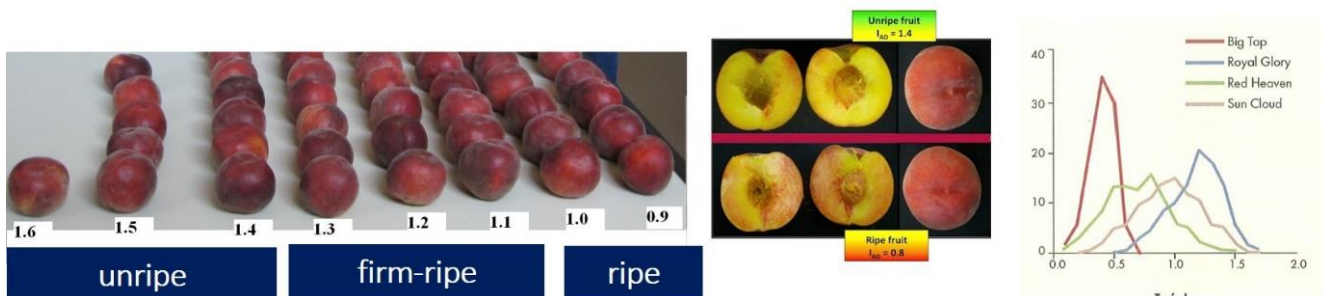 1.6
1.5
1.4
1.3
1.2
1.1
1.0
0.9
unripe
firm-ripe
ripe
Unripe fruit
I_AD = 1.4
Ripe fruit
I_AD = 0.8
Big Top
Royal Glory
Red Heaven
Sun Cloud
40
30
20
10
0
0.0
0.5
1.0
1.5
2.0